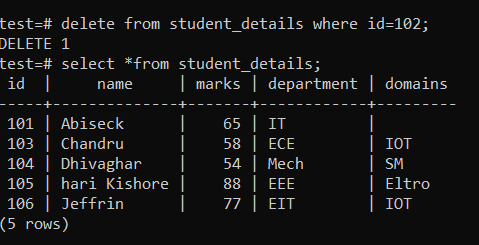 test=# delete from student_details where id=102;
DELETE 1
test=# select *from student_details;
 id  |     name      | marks | department | domains
-----+---------------+-------+------------+---------
 101 | Abiseck       |    65 | IT         |
 103 | Chandru       |    58 | ECE        | IOT
 104 | Dhivaghar     |    54 | Mech       | SM
 105 | hari Kishore  |    88 | EEE        | Eltro
 106 | Jeffrin       |    77 | EIT        | IOT
(5 rows)